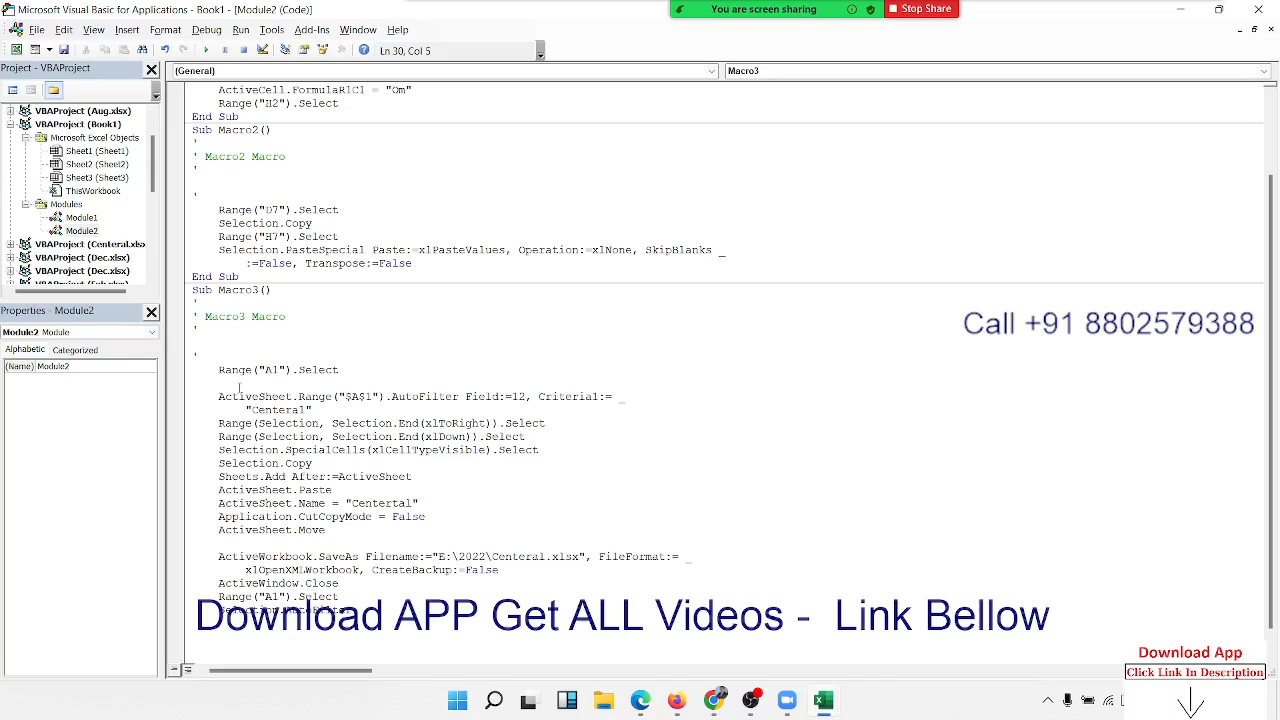 Microsoft Visual Basic for Applications - Book1 - [Module2 (Code)]
You are screen sharing
Stop Share
File Edit View Insert Format Debug Run Tools Add-Ins Window Help
Ln 30, Col 5
Project - VBAProject
(General)
Macro3
VBAProject (Aug.xlsx)
VBAProject (Book1)
Microsoft Excel Objects
Sheet1 (Sheet1)
Sheet2 (Sheet2)
Sheet3 (Sheet3)
ThisWorkbook
Modules
Module1
Module2
VBAProject (Centeral.xlsx
VBAProject (Dec.xlsx)
Properties - Module2
Module2 Module
Alphabetic Categorized
(Name) Module2
ActiveCell.FormulaR1C1 = "Om"
Range("H2").Select
End Sub
Sub Macro2()
'
' Macro2 Macro
'
'
Range("D7").Select
Selection.Copy
Range("H7").Select
Selection.PasteSpecial Paste:=xlPasteValues, Operation:=xlNone, SkipBlanks _
:=False, Transpose:=False
End Sub
Sub Macro3()
'
' Macro3 Macro
'
'
Range("A1").Select
ActiveSheet.Range("$A$1").AutoFilter Field:=12, Criteria1:= _
"Centeral"
Range(Selection, Selection.End(xlToRight)).Select
Range(Selection, Selection.End(xlDown)).Select
Selection.SpecialCells(xlCellTypeVisible).Select
Selection.Copy
Sheets.Add After:=ActiveSheet
ActiveSheet.Paste
ActiveSheet.Name = "Centertal"
Application.CutCopyMode = False
ActiveSheet.Move
ActiveWorkbook.SaveAs Filename:="E:\2022\Centeral.xlsx", FileFormat:= _
xlOpenXMLWorkbook, CreateBackup:=False
ActiveWindow.Close
Range("A1").Select
Call +91 8802579388
Download APP Get ALL Videos - Link Bellow
Download App
Click Link In Description